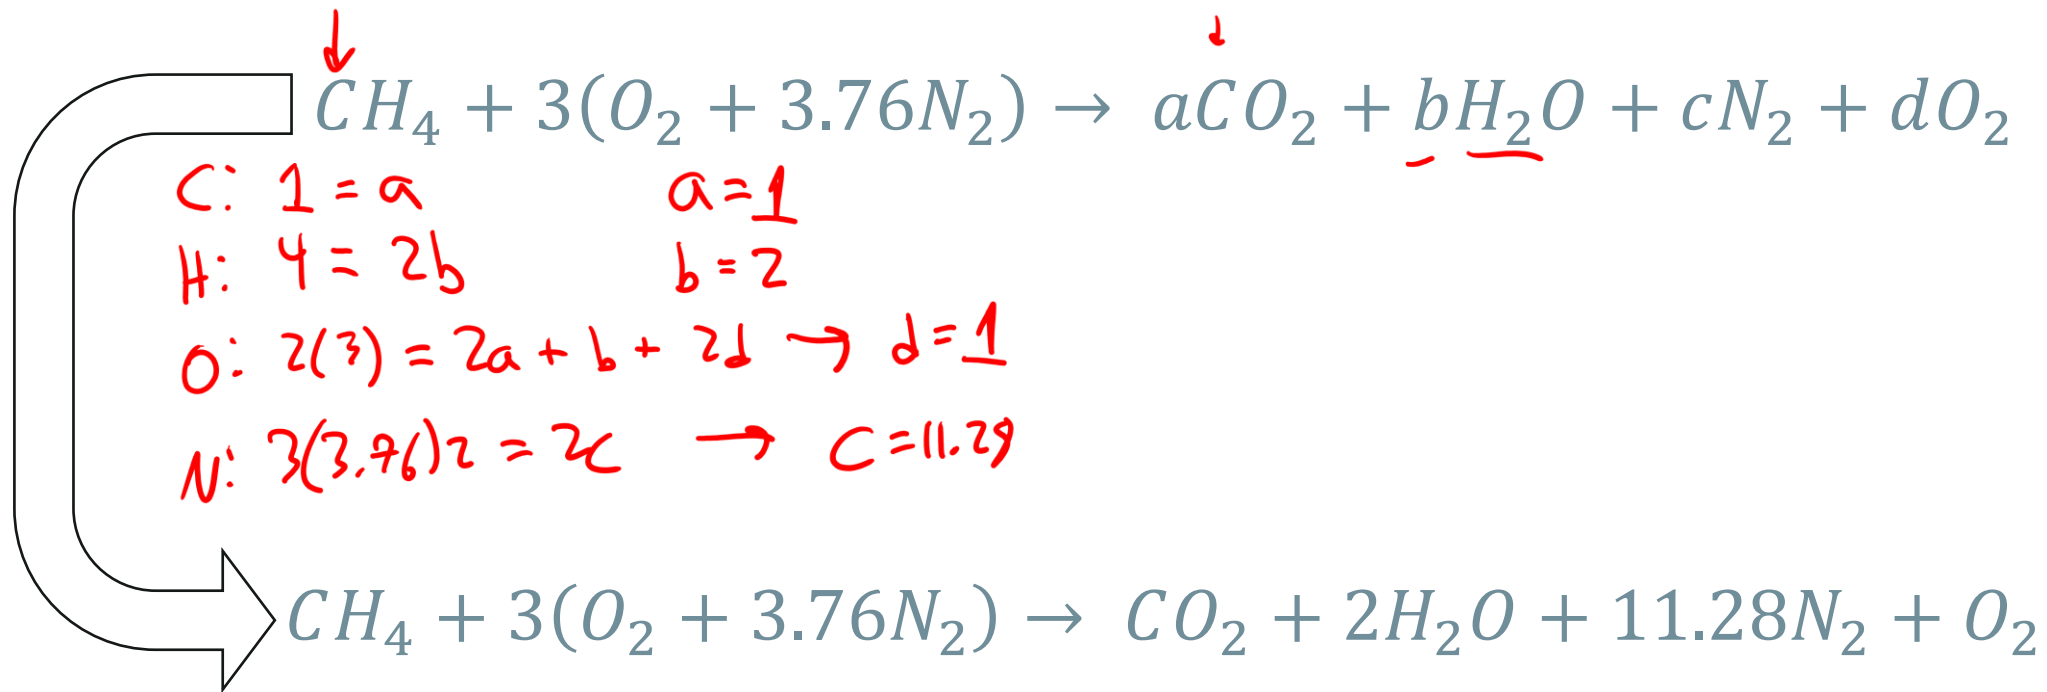 CH₄ + 3(O₂ + 3.76N₂) → aCO₂ + bH₂O + cN₂ + dO₂
C: 1 = a a = 1
H: 4 = 2b b = 2
O: 2(3) = 2a + b + 2d → d = 1
N: 3(3.76)2 = 2c → C = 11.28
CH₄ + 3(O₂ + 3.76N₂) → CO₂ + 2H₂O + 11.28N₂ + O₂